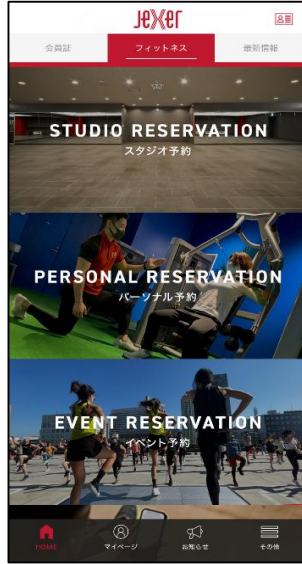 Jexer
会員証
フィットネス
最新情報
STUDIO RESERVATION
スタジオ予約
PERSONAL RESERVATION
パーソナル予約
EVENT RESERVATION
イベント予約
HOME
マイページ
お知らせ
その他